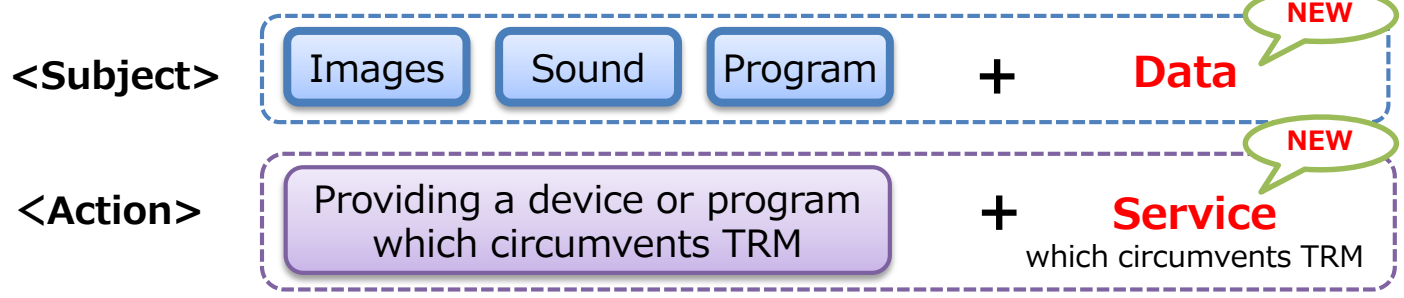 NEW
<Subject> Images Sound Program + Data
NEW
<Action> Providing a device or program + Service
which circumvents TRM which circumvents TRM